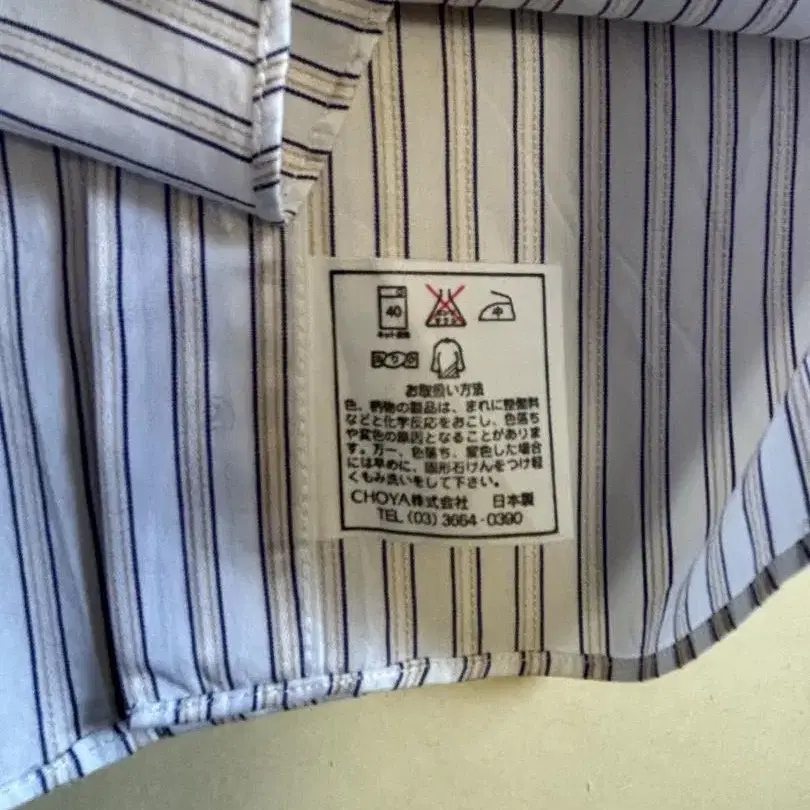 40
中
お取扱い方法
色、柄物の製品は、まれに整髪料
などと化学反応をおこし、色落ち
や変色の原因となることがありま
す。万一、色落ち、変色した場合
には早めに、固形石けんをつけ軽
くもみ洗いをして下さい。
CHOYA株式会社 日本製
TEL (03) 3664-0390